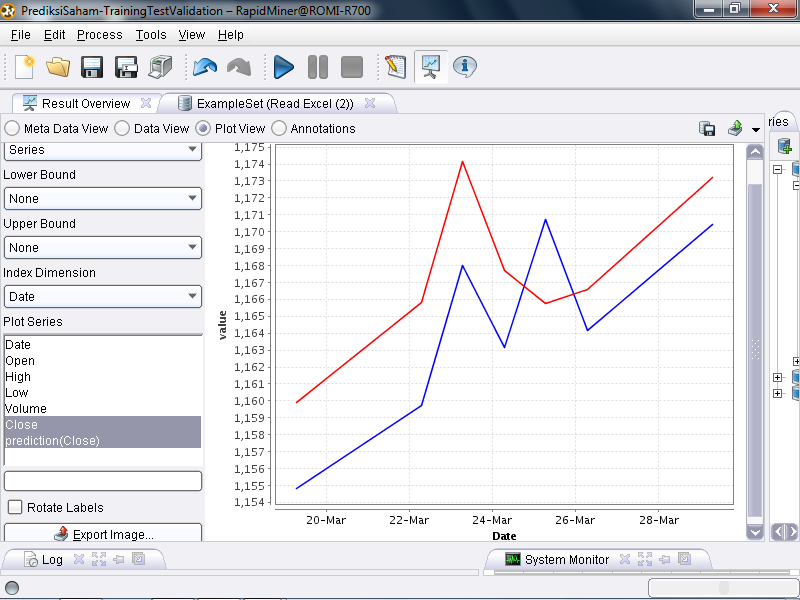 PrediksiSaham-TrainingTestValidation – RapidMiner@ROMI-R700
File Edit Process Tools View Help
Result Overview ExampleSet (Read Excel (2))
Meta Data View Data View Plot View Annotations
ries
Series
Lower Bound
None
Upper Bound
None
Index Dimension
Date
Plot Series
Date
Open
High
Low
Volume
Close
prediction(Close)
Rotate Labels
Export Image...
value
1,175
1,174
1,173
1,172
1,171
1,170
1,169
1,168
1,167
1,166
1,165
1,164
1,163
1,162
1,161
1,160
1,159
1,158
1,157
1,156
1,155
1,154
20-Mar 22-Mar 24-Mar 26-Mar 28-Mar
Date
Log System Monitor